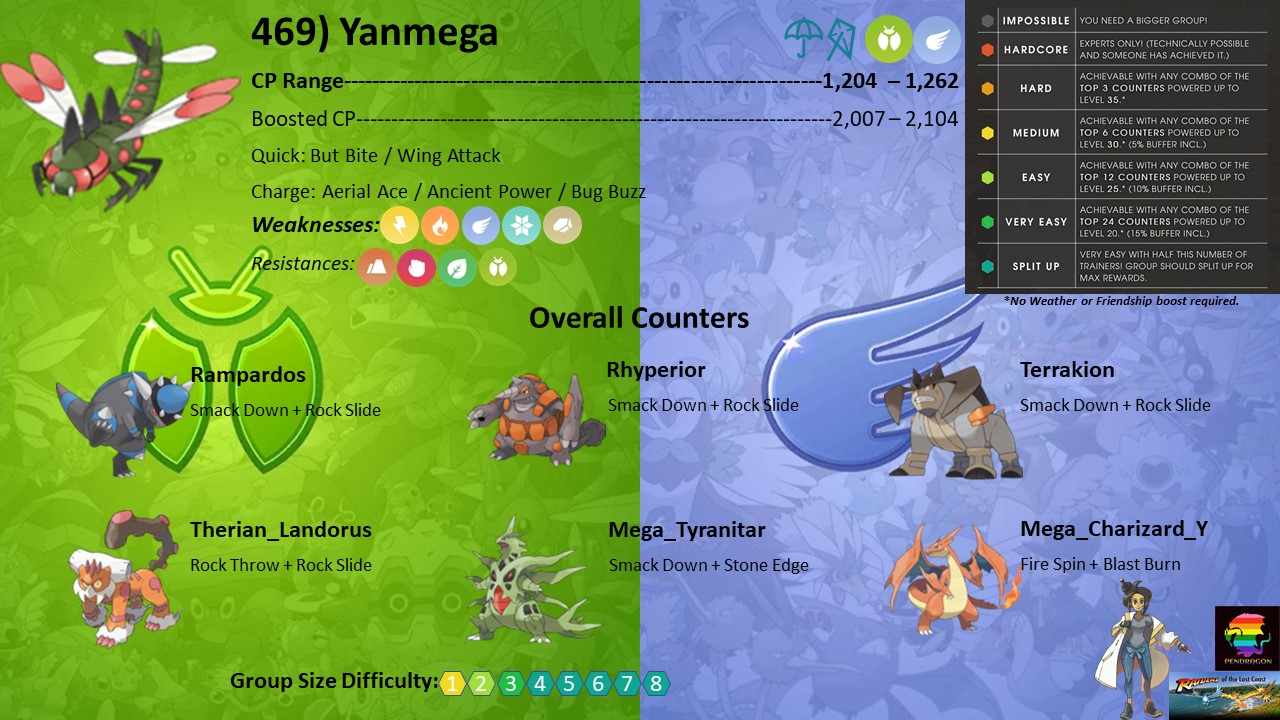 469) Yanmega
CP Range--------------------------------------------------------------------1,204 – 1,262
Boosted CP--------------------------------------------------------------------2,007 – 2,104
Quick: But Bite / Wing Attack
Charge: Aerial Ace / Ancient Power / Bug Buzz
Weaknesses:
Resistances:
IMPOSSIBLE YOU NEED A BIGGER GROUP!
HARDCORE EXPERTS ONLY! (TECHNICALLY POSSIBLE
AND SOMEONE HAS ACHIEVED IT.)
HARD ACHIEVABLE WITH ANY COMBO OF THE
TOP 3 COUNTERS POWERED UP TO
LEVEL 35.*
MEDIUM ACHIEVABLE WITH ANY COMBO OF THE
TOP 6 COUNTERS POWERED UP TO
LEVEL 30.* (5% BUFFER INCL.)
EASY ACHIEVABLE WITH ANY COMBO OF THE
TOP 12 COUNTERS POWERED UP TO
LEVEL 25.* (10% BUFFER INCL.)
VERY EASY ACHIEVABLE WITH ANY COMBO OF THE
TOP 24 COUNTERS POWERED UP TO
LEVEL 20.* (15% BUFFER INCL.)
SPLIT UP VERY EASY WITH HALF THIS NUMBER OF
TRAINERS! GROUP SHOULD SPLIT UP FOR
MAX REWARDS.
*No Weather or Friendship boost required.
Overall Counters
Rampardos
Smack Down + Rock Slide
Rhyperior
Smack Down + Rock Slide
Terrakion
Smack Down + Rock Slide
Therian_Landorus
Rock Throw + Rock Slide
Mega_Tyranitar
Smack Down + Stone Edge
Mega_Charizard_Y
Fire Spin + Blast Burn
Group Size Difficulty: 1 2 3 4 5 6 7 8
PENDRAGON
RAIDERS of the Lost Coast